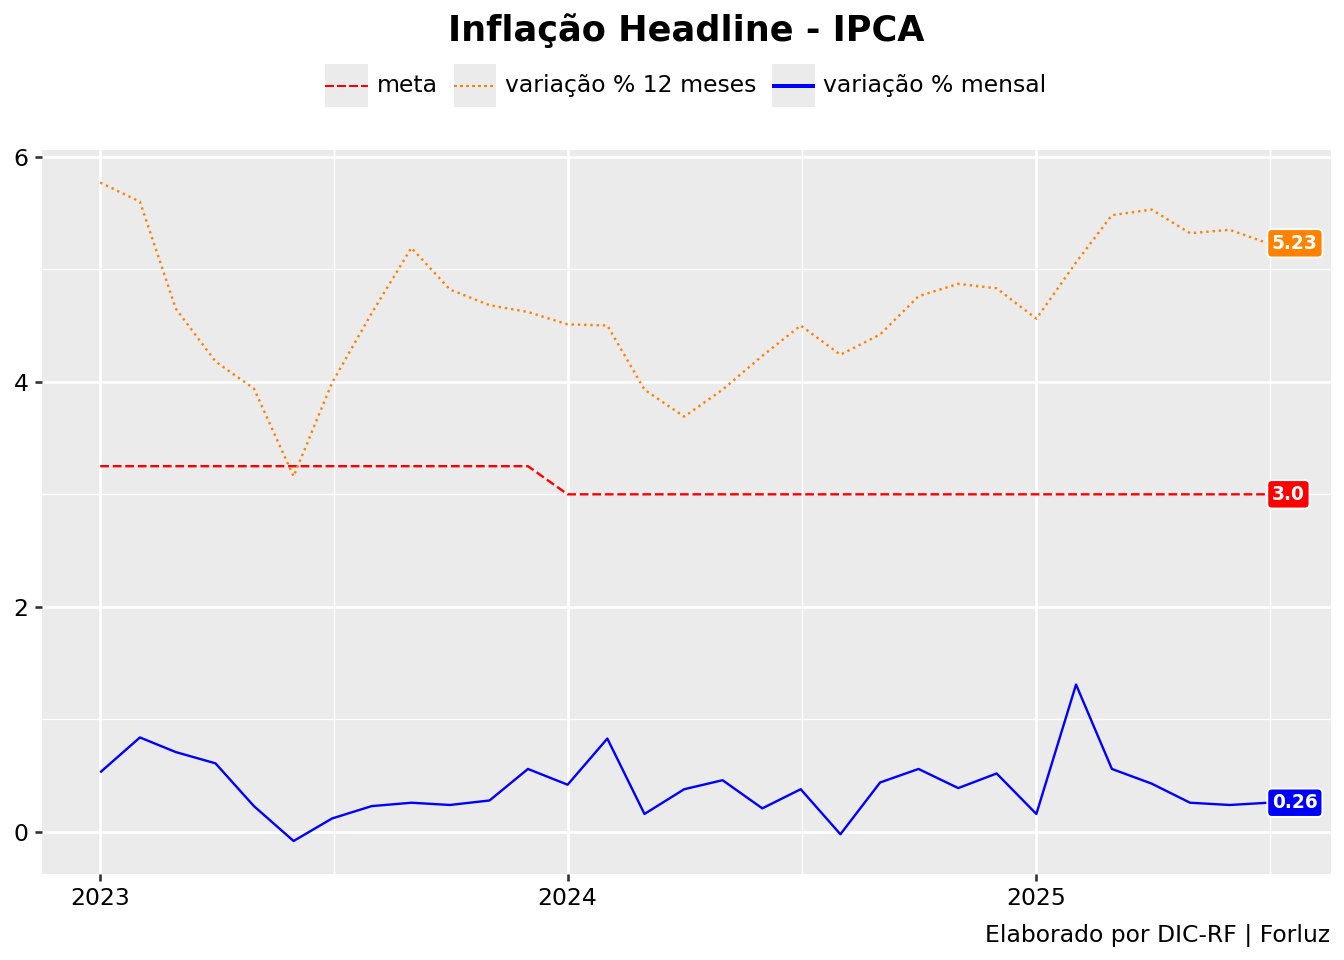 Inflação Headline - IPCA
meta variação % 12 meses variação % mensal
6
5.23
4
3.0
2
0.26
0
2023 2024 2025
Elaborado por DIC-RF | Forluz